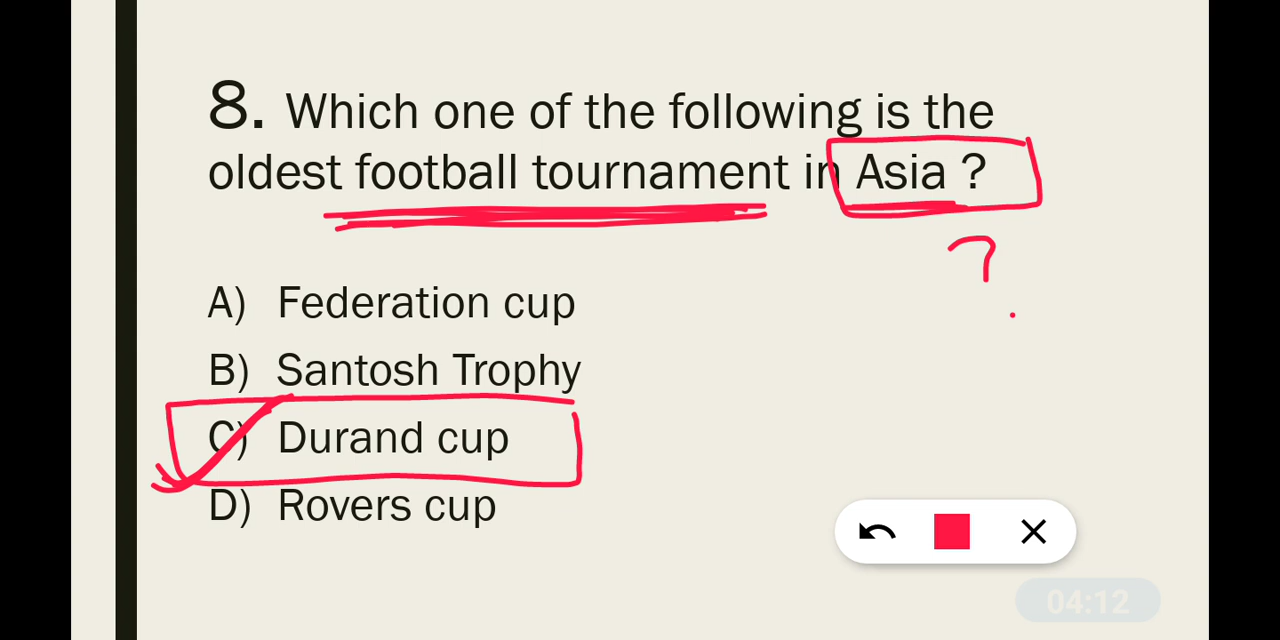 8. Which one of the following is the
oldest football tournament in Asia ?
?
A) Federation cup
B) Santosh Trophy
C) Durand cup
D) Rovers cup
04:12